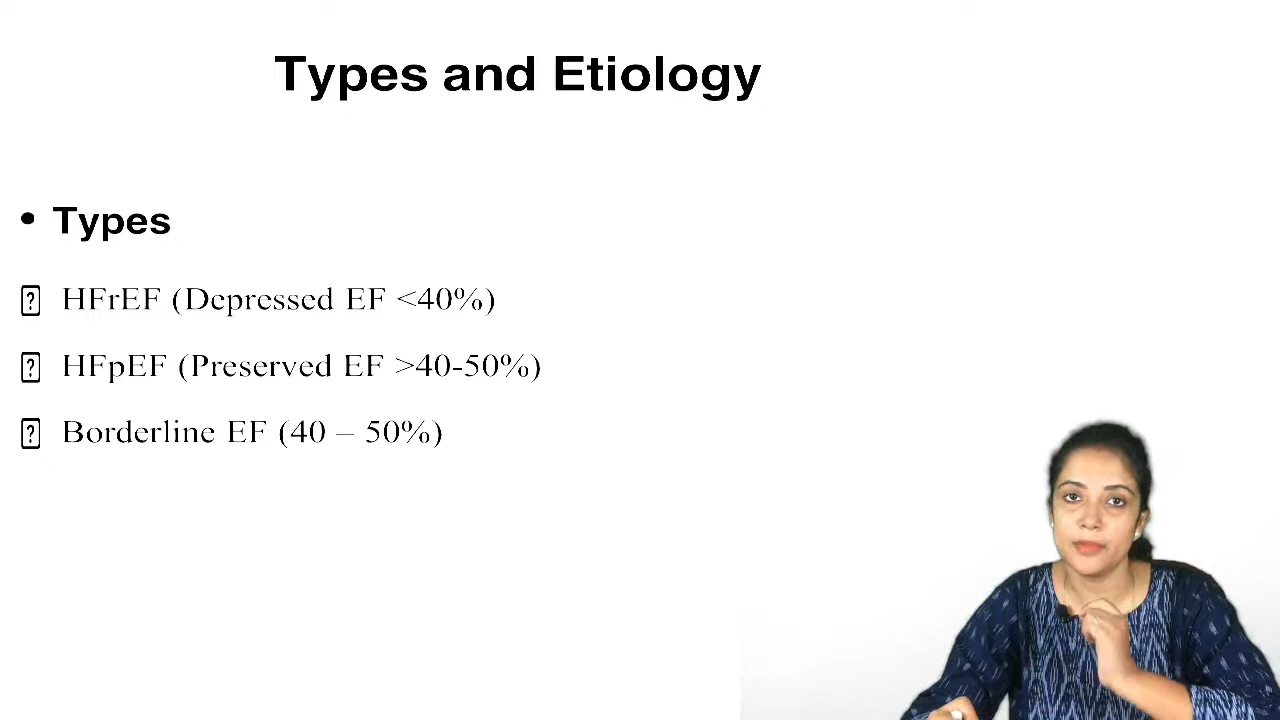 Types and Etiology
• Types
HFrEF (Depressed EF <40%)
HFpEF (Preserved EF >40-50%)
Borderline EF (40 – 50%)